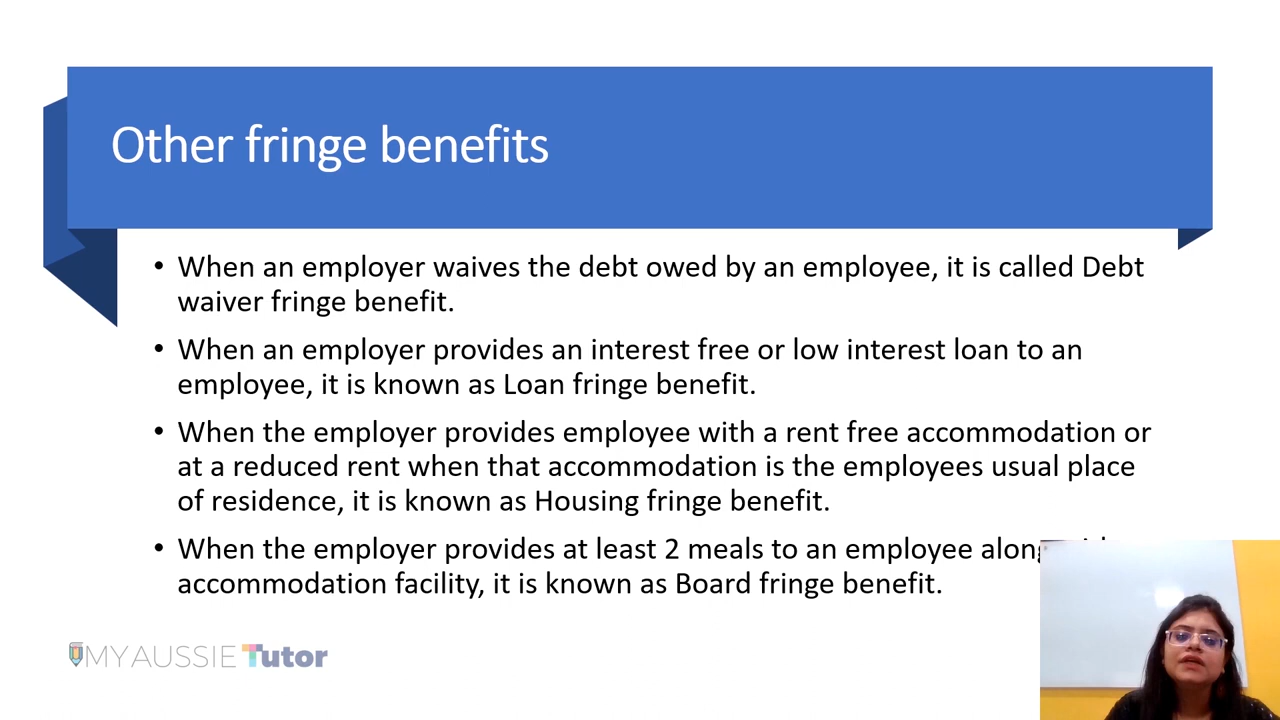 Other fringe benefits
• When an employer waives the debt owed by an employee, it is called Debt
waiver fringe benefit.
• When an employer provides an interest free or low interest loan to an
employee, it is known as Loan fringe benefit.
• When the employer provides employee with a rent free accommodation or
at a reduced rent when that accommodation is the employees usual place
of residence, it is known as Housing fringe benefit.
• When the employer provides at least 2 meals to an employee
accommodation facility, it is known as Board fringe benefit.
MY AUSSIE Tutor